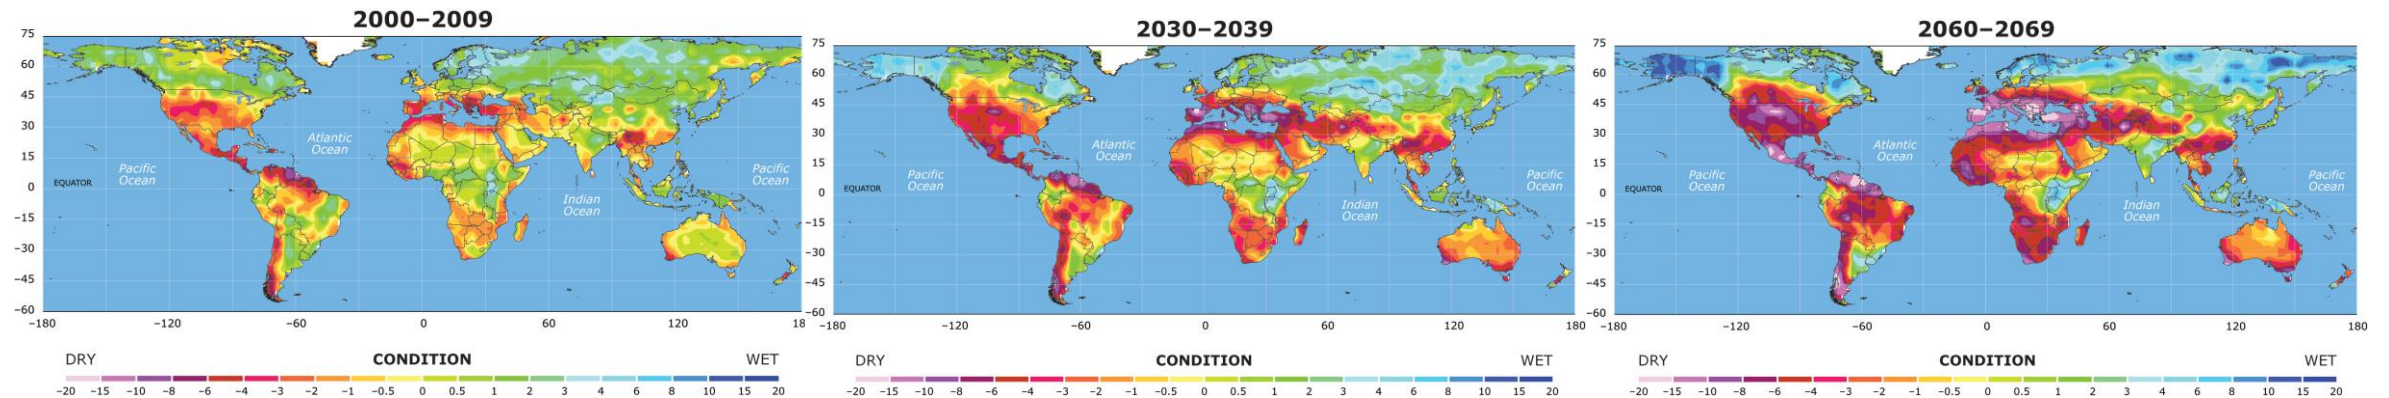 2000–2009
75
60
45
30
15
0
−15
−30
−45
−60
−180
−120
−60
0
60
120
18
Pacific
Ocean
EQUATOR
Atlantic
Ocean
Indian
Ocean
Pacific
Ocean
DRY
CONDITION
WET
−20 −15 −10 −8 −6 −4 −3 −2 −1 −0.5 0 0.5 1 2 3 4 6 8 10 15 20
2030–2039
75
60
45
30
15
0
−15
−30
−45
−60
−180
−120
−60
0
60
120
180
Pacific
Ocean
EQUATOR
Atlantic
Ocean
Indian
Ocean
Pacific
Ocean
DRY
CONDITION
WET
−20 −15 −10 −8 −6 −4 −3 −2 −1 −0.5 0 0.5 1 2 3 4 6 8 10 15 20
2060–2069
75
60
45
30
15
0
−15
−30
−45
−60
−180
−120
−60
0
60
120
180
Pacific
Ocean
EQUATOR
Atlantic
Ocean
Indian
Ocean
Pacific
Ocean
DRY
CONDITION
WET
−20 −15 −10 −8 −6 −4 −3 −2 −1 −0.5 0 0.5 1 2 3 4 6 8 10 15 20